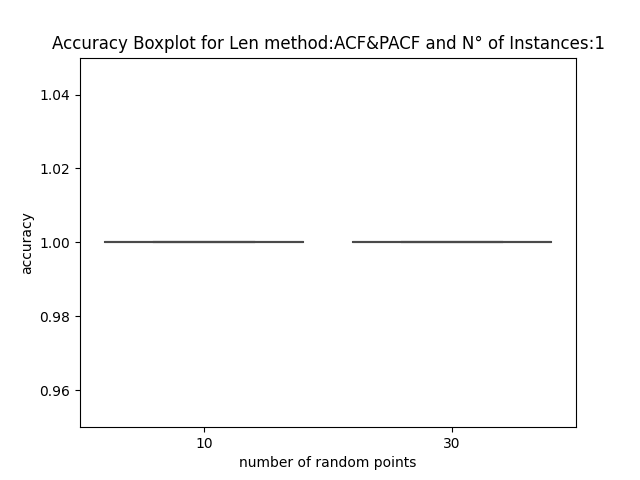 Accuracy Boxplot for Len method:ACF&PACF and N° of Instances:1
1.04
1.02
1.00
0.98
0.96
accuracy
10 30
number of random points